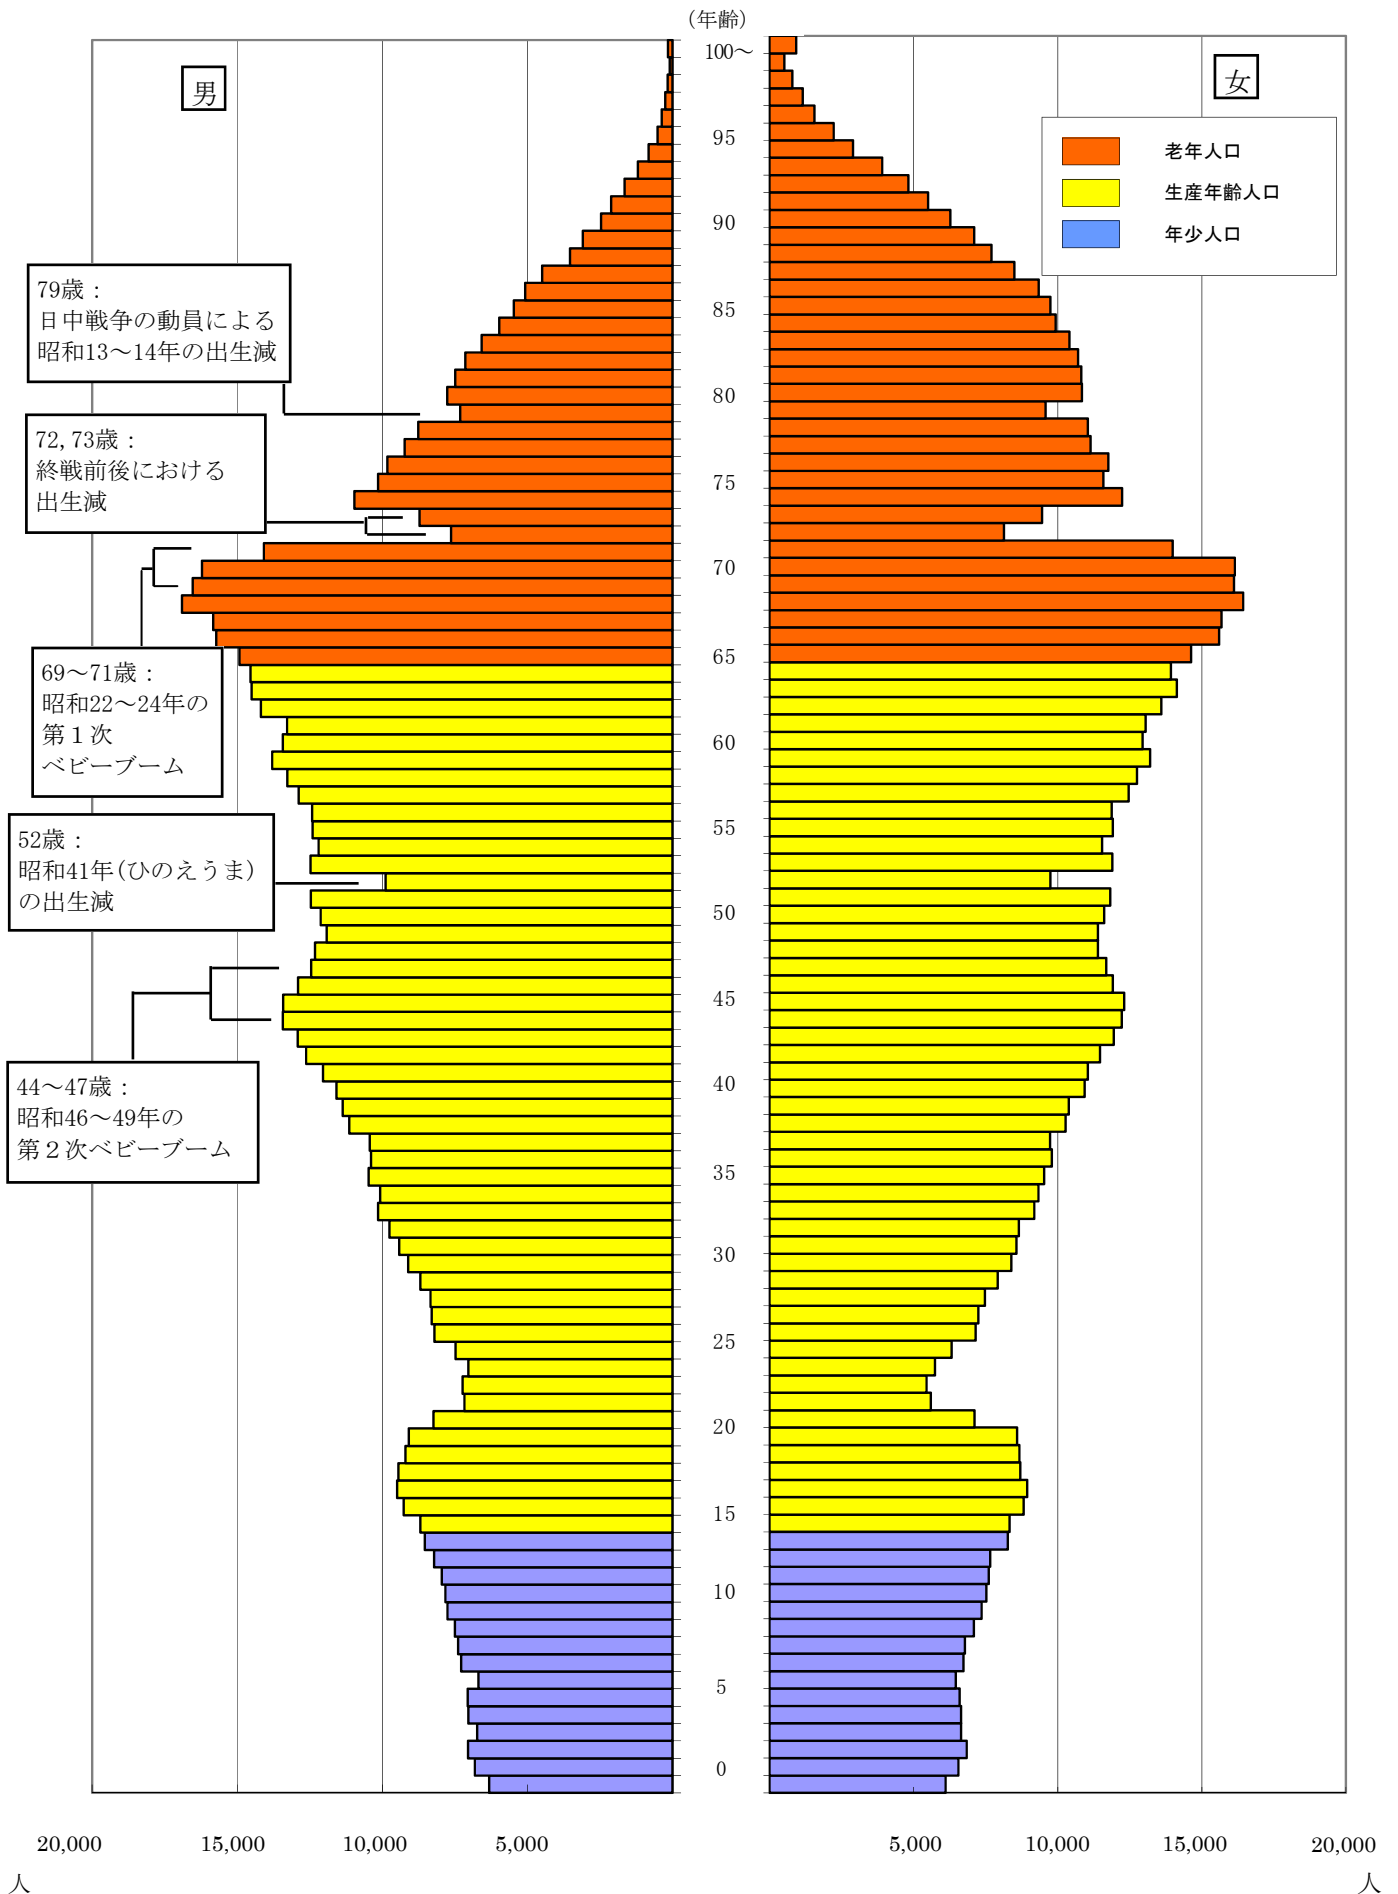 (年齢)
男
女
老年人口
生産年齢人口
年少人口
100～
95
90
85
80
75
70
65
60
55
50
45
40
35
30
25
20
15
10
5
0
79歳：
日中戦争の動員による
昭和13～14年の出生減
72,73歳：
終戦前後における
出生減
69～71歳：
昭和22～24年の
第１次
ベビーブーム
52歳：
昭和41年(ひのえうま)
の出生減
44～47歳：
昭和46～49年の
第２次ベビーブーム
20,000
15,000
10,000
5,000
5,000
10,000
15,000
20,000
人
人